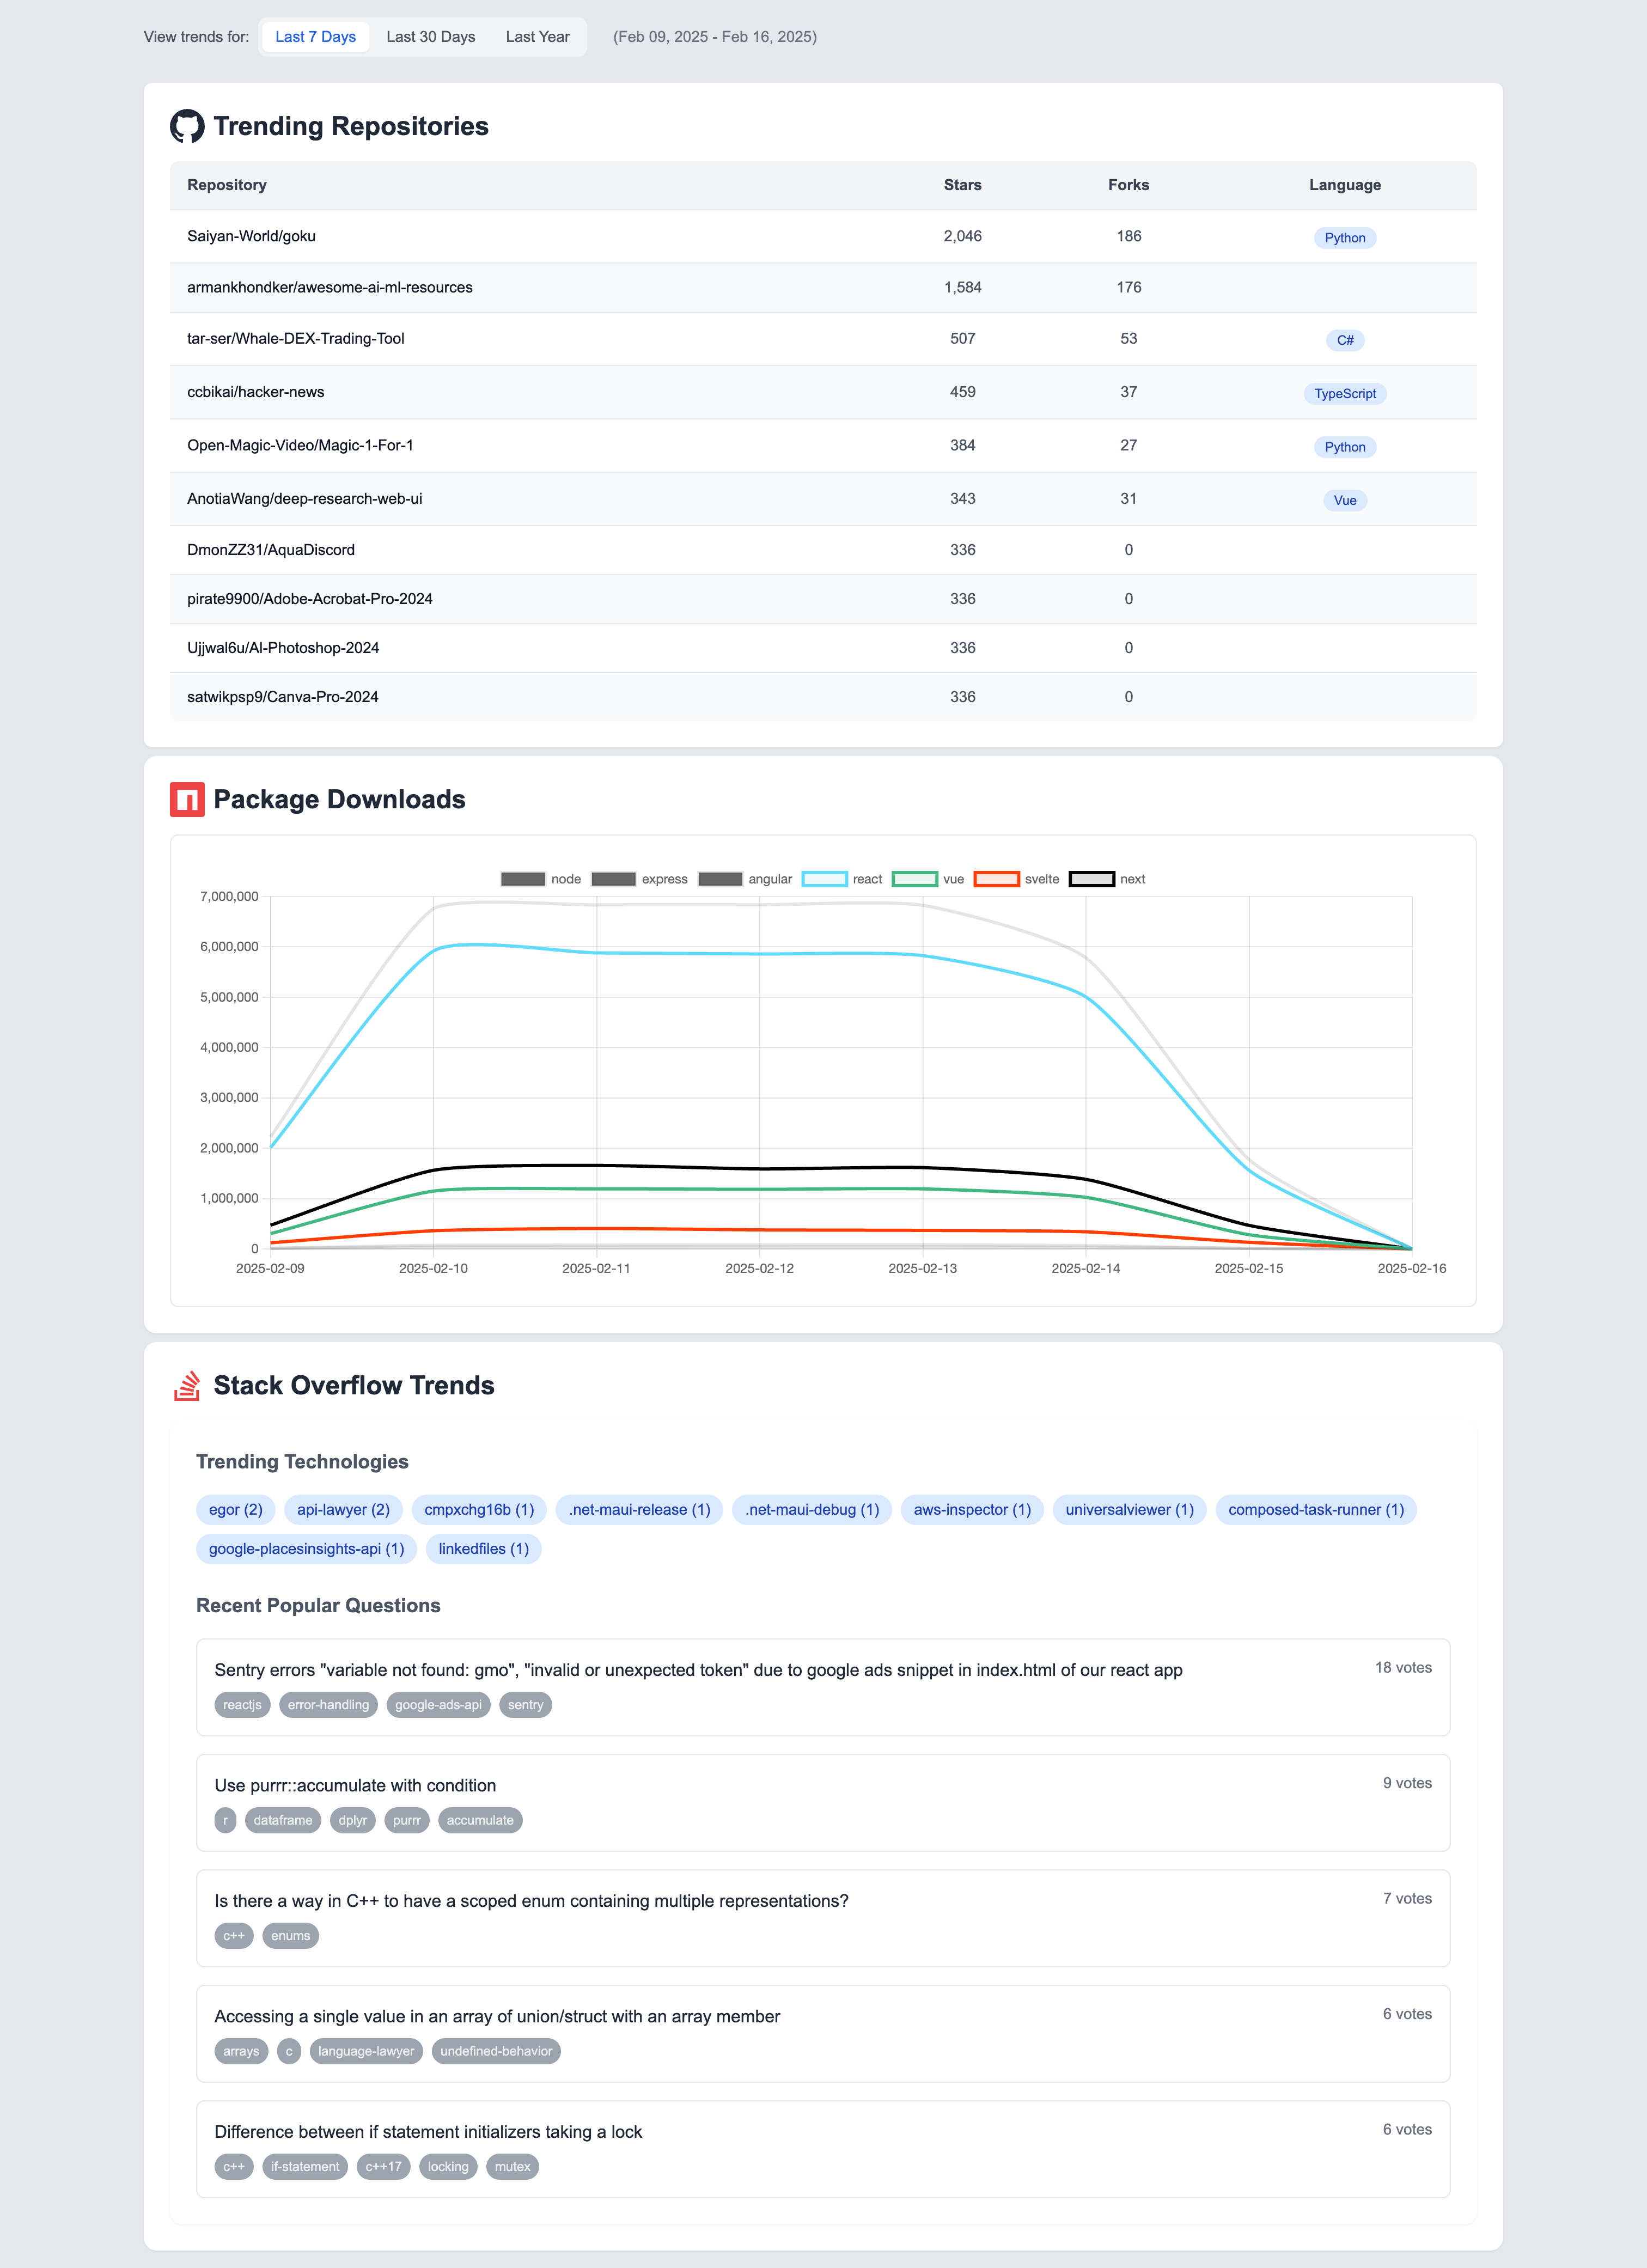 View trends for: Last 7 Days Last 30 Days Last Year (Feb 09, 2025 - Feb 16, 2025)
Trending Repositories
Repository Stars Forks Language
Saiyan-World/goku 2,046 186 Python
armankhondker/awesome-ai-ml-resources 1,584 176
tar-ser/Whale-DEX-Trading-Tool 507 53 C#
ccbikai/hacker-news 459 37 TypeScript
Open-Magic-Video/Magic-1-For-1 384 27 Python
AnotiaWang/deep-research-web-ui 343 31 Vue
DmonZZ31/AquaDiscord 336 0
pirate9900/Adobe-Acrobat-Pro-2024 336 0
Ujjwal6u/Al-Photoshop-2024 336 0
satwikpsp9/Canva-Pro-2024 336 0
Package Downloads
node express angular react vue svelte next
7,000,000
6,000,000
5,000,000
4,000,000
3,000,000
2,000,000
1,000,000
0
2025-02-09 2025-02-10 2025-02-11 2025-02-12 2025-02-13 2025-02-14 2025-02-15 2025-02-16
Stack Overflow Trends
Trending Technologies
egor (2) api-lawyer (2) cmpxchg16b (1) .net-maui-release (1) .net-maui-debug (1) aws-inspector (1) universalviewer (1) composed-task-runner (1)
google-placesinsights-api (1) linkedfiles (1)
Recent Popular Questions
Sentry errors "variable not found: gmo", "invalid or unexpected token" due to google ads snippet in index.html of our react app 18 votes
reactjs error-handling google-ads-api sentry
Use purrr::accumulate with condition 9 votes
r dataframe dplyr purrr accumulate
Is there a way in C++ to have a scoped enum containing multiple representations? 7 votes
c++ enums
Accessing a single value in an array of union/struct with an array member 6 votes
arrays c language-lawyer undefined-behavior
Difference between if statement initializers taking a lock 6 votes
c++ if-statement c++17 locking mutex